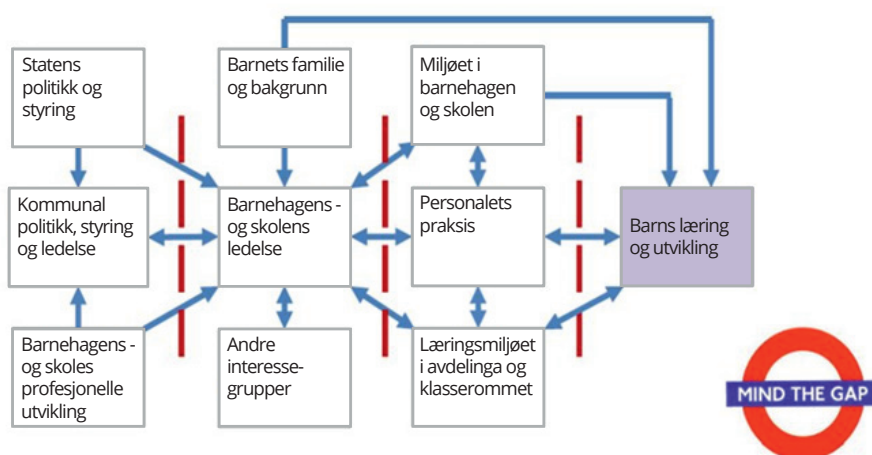 Statens
politikk og
styring
Barnets familie
og bakgrunn
Miljøet i
barnehagen
og skolen
Kommunal
politikk, styring
og ledelse
Barnehagens -
og skolens
ledelse
Personalets
praksis
Barns læring
og utvikling
Barnehagens -
og skoles
profesjonelle
utvikling
Andre
interesse-
grupper
Læringsmiljøet
i avdelinga og
klasserommet
MIND THE GAP